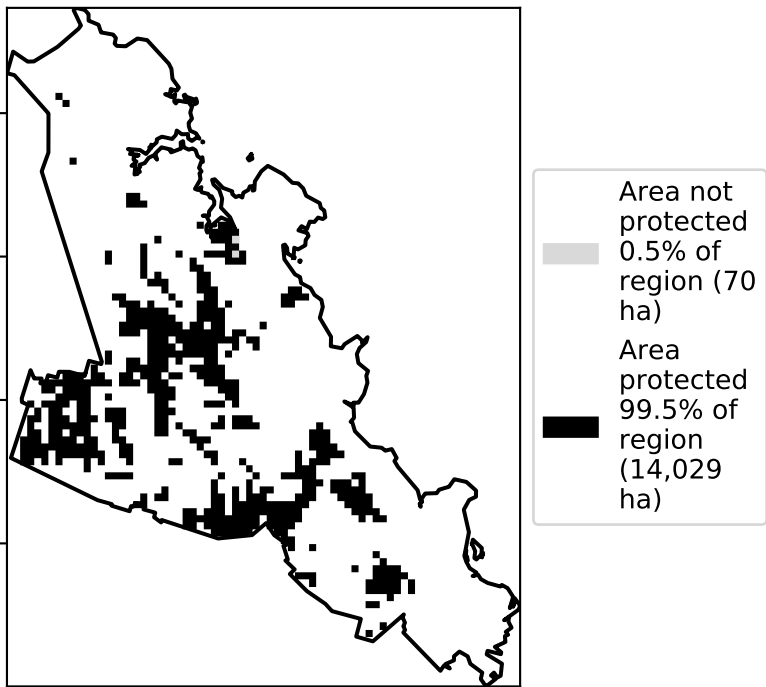 Area not
protected
0.5% of
region (70
ha)
Area
protected
99.5% of
region
(14,029
ha)